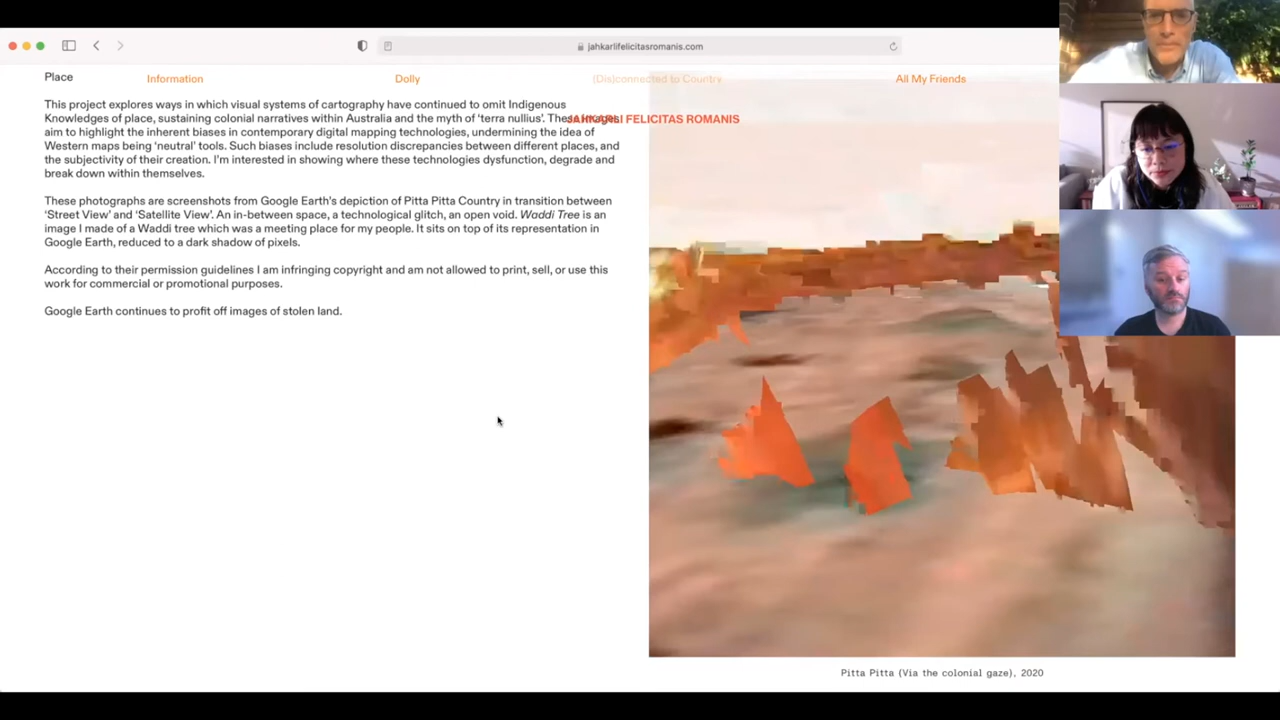 jahkarlifelicitasromanis.com
Place
Information
Dolly
(Dis)connected to Country
All My Friends
JAHKARLI FELICITAS ROMANIS
This project explores ways in which visual systems of cartography have continued to omit Indigenous
Knowledges of place, sustaining colonial narratives within Australia and the myth of ‘terra nullius’. These images
aim to highlight the inherent biases in contemporary digital mapping technologies, undermining the idea of
Western maps being ‘neutral’ tools. Such biases include resolution discrepancies between different places, and
the subjectivity of their creation. I’m interested in showing where these technologies dysfunction, degrade and
break down within themselves.
These photographs are screenshots from Google Earth’s depiction of Pitta Pitta Country in transition between
‘Street View’ and ‘Satellite View’. An in-between space, a technological glitch, an open void. Waddi Tree is an
image I made of a Waddi tree which was a meeting place for my people. It sits on top of its representation in
Google Earth, reduced to a dark shadow of pixels.
According to their permission guidelines I am infringing copyright and am not allowed to print, sell, or use this
work for commercial or promotional purposes.
Google Earth continues to profit off images of stolen land.
Pitta Pitta (Via the colonial gaze), 2020